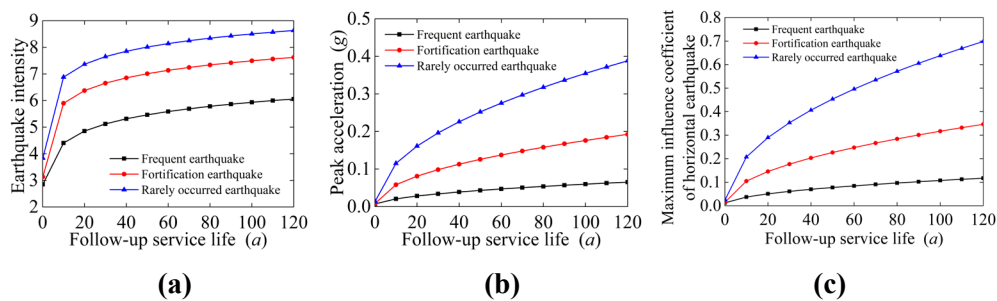 Earthquake intensity
9
8
7
6
5
4
3
2
Frequent earthquake
Fortification earthquake
Rarely occurred earthquake
0 20 40 60 80 100 120
Follow-up service life (a)
(a)
Peak acceleration (g)
0.5
0.4
0.3
0.2
0.1
0.0
Frequent earthquake
Fortification earthquake
Rarely occurred earthquake
0 20 40 60 80 100 120
Follow-up service life (a)
(b)
Maximum influence coefficient
of horizontal earthquake
0.8
0.7
0.6
0.5
0.4
0.3
0.2
0.1
0.0
Frequent earthquake
Fortification earthquake
Rarely occurred earthquake
0 20 40 60 80 100 120
Follow-up service life (a)
(c)